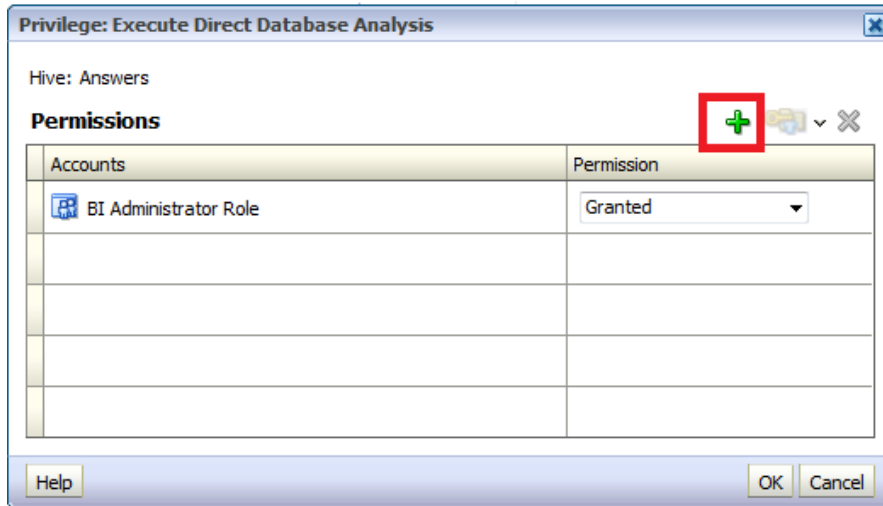 Privilege: Execute Direct Database Analysis
Hive: Answers
Permissions
Accounts Permission
BI Administrator Role Granted
Help OK Cancel